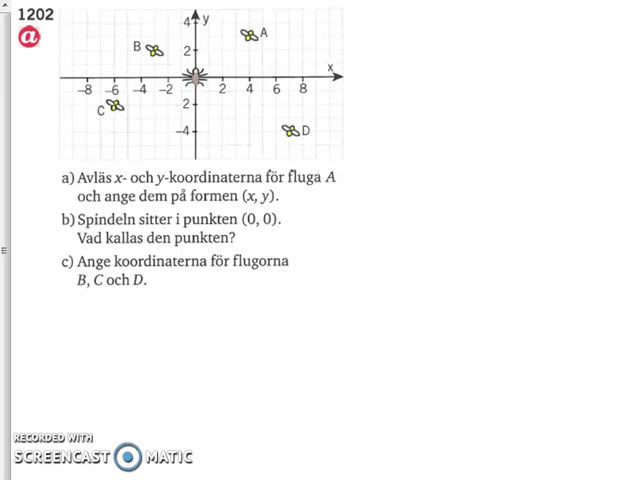 1202
a
4 y
A
B
2
x
−8 −6 −4 −2 2 4 6 8
C
2
−4
D
a) Avläs x- och y-koordinaterna för fluga A
och ange dem på formen (x, y).
b) Spindeln sitter i punkten (0, 0).
Vad kallas den punkten?
c) Ange koordinaterna för flugorna
B, C och D.
RECORDED WITH
SCREENCAST MATIC